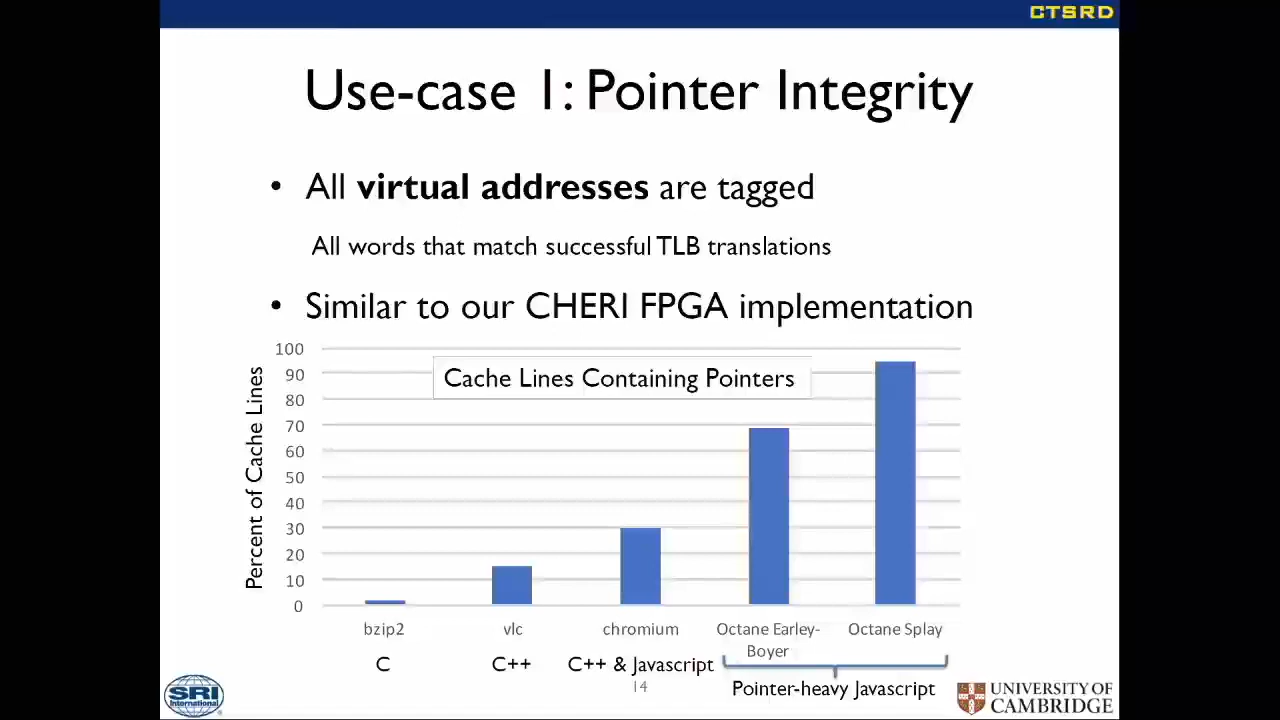 CTSRD
Use-case 1: Pointer Integrity
• All virtual addresses are tagged
All words that match successful TLB translations
• Similar to our CHERI FPGA implementation
Cache Lines Containing Pointers
Percent of Cache Lines
100
90
80
70
60
50
40
30
20
10
0
bzip2 vlc chromium Octane Earley- Octane Splay
Boyer
C C++ C++ & Javascript
Pointer-heavy Javascript
14
SRI
International
UNIVERSITY OF
CAMBRIDGE